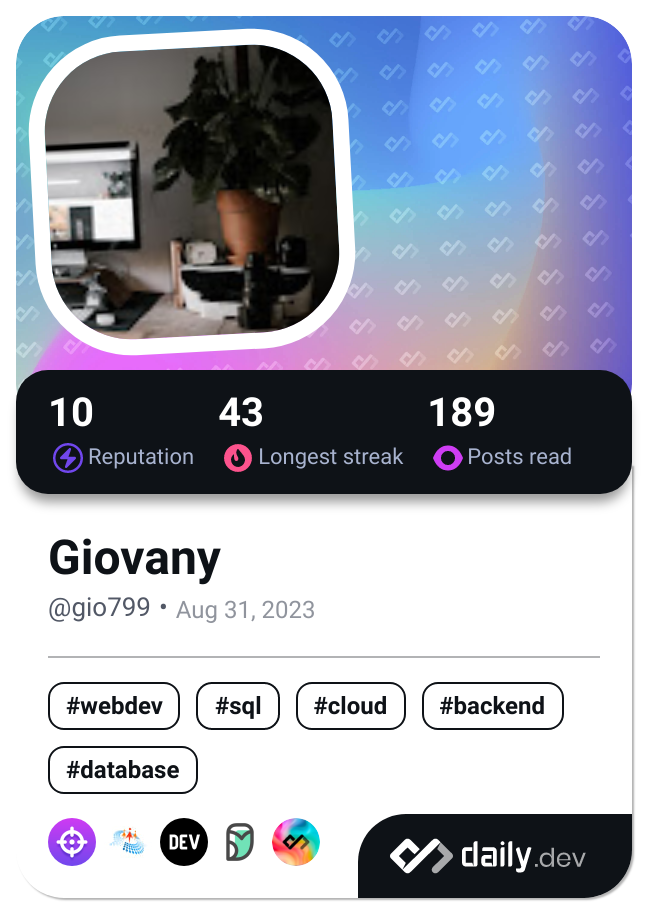 10 43 189
Reputation Longest streak Posts read
Giovany
@gio799 • Aug 31, 2023
#webdev #sql #cloud #backend
#database
DEV
daily.dev